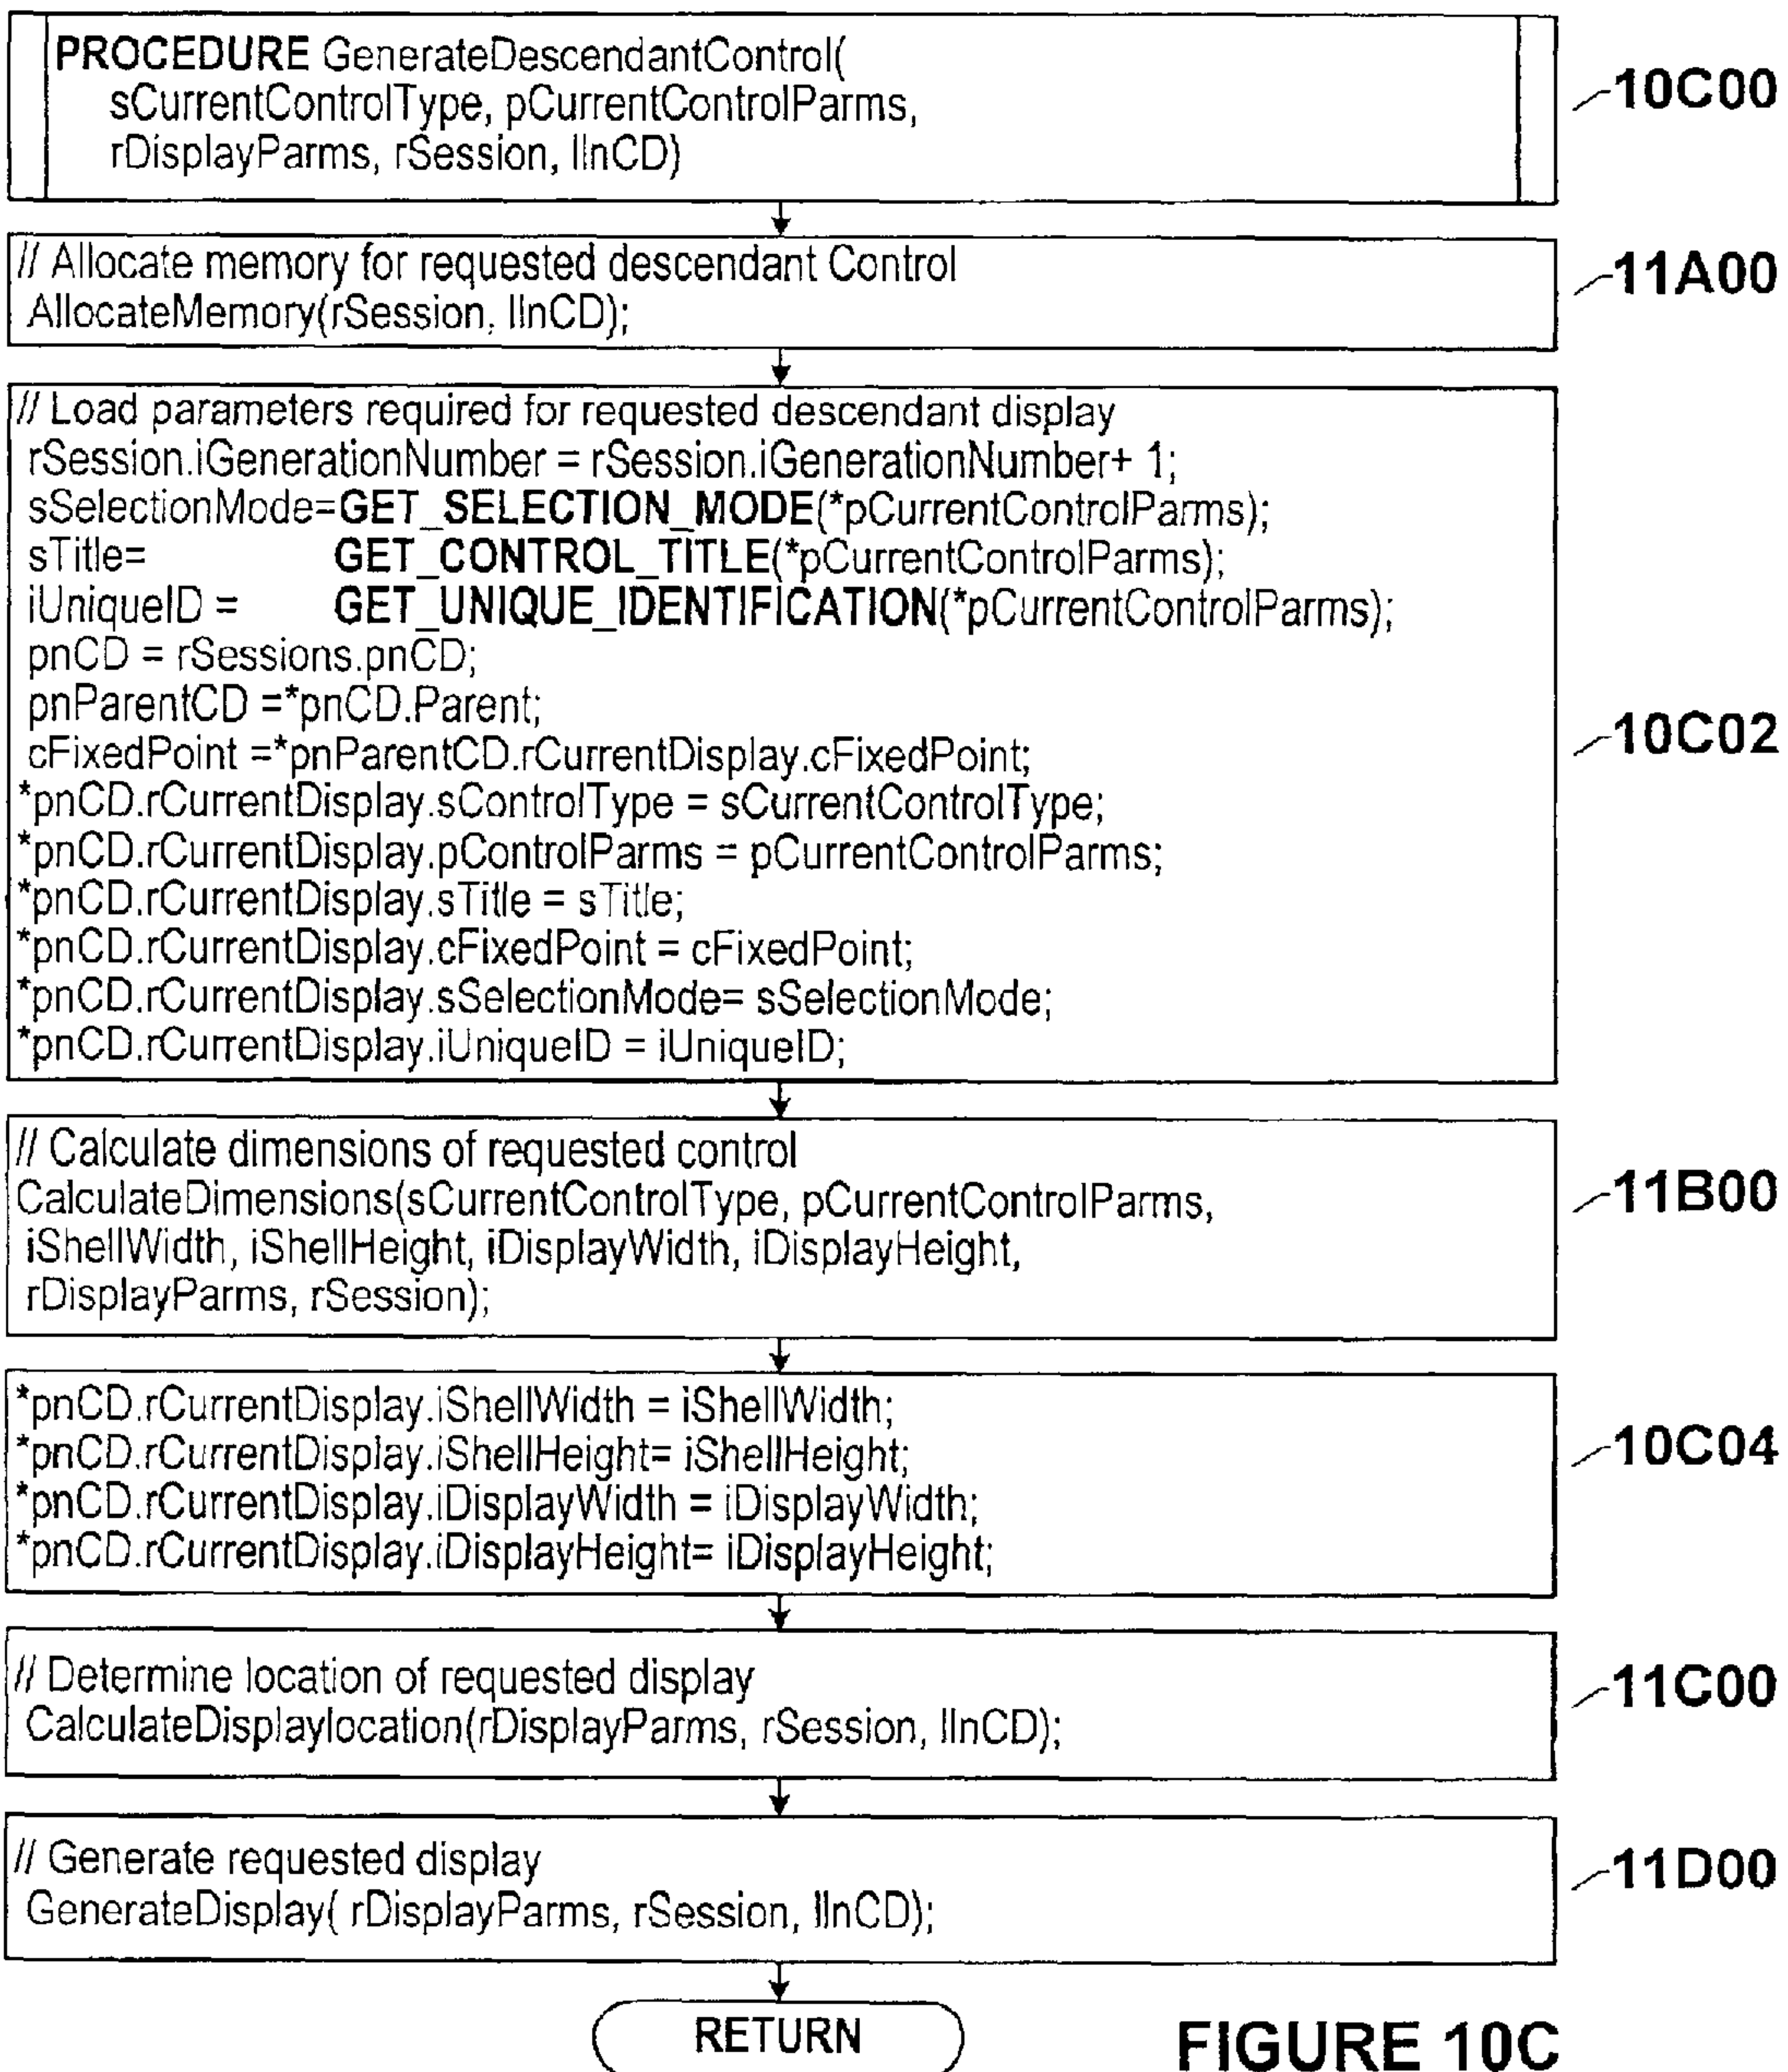 PROCEDURE GenerateDescendantControl(
sCurrentControlType, pCurrentControlParms,
rDisplayParms, rSession, llnCD)
10C00
// Allocate memory for requested descendant Control
AllocateMemory(rSession, llnCD);
11A00
// Load parameters required for requested descendant display
rSession.iGenerationNumber = rSession.iGenerationNumber+ 1;
sSelectionMode=GET_SELECTION_MODE(*pCurrentControlParms);
sTitle= GET_CONTROL_TITLE(*pCurrentControlParms);
iUniqueID = GET_UNIQUE_IDENTIFICATION(*pCurrentControlParms);
pnCD = rSessions.pnCD;
pnParentCD =*pnCD.Parent;
cFixedPoint =*pnParentCD.rCurrentDisplay.cFixedPoint;
*pnCD.rCurrentDisplay.sControlType = sCurrentControlType;
*pnCD.rCurrentDisplay.pControlParms = pCurrentControlParms;
*pnCD.rCurrentDisplay.sTitle = sTitle;
*pnCD.rCurrentDisplay.cFixedPoint = cFixedPoint;
*pnCD.rCurrentDisplay.sSelectionMode= sSelectionMode;
*pnCD.rCurrentDisplay.iUniqueID = iUniqueID;
10C02
// Calculate dimensions of requested control
CalculateDimensions(sCurrentControlType, pCurrentControlParms,
iShellWidth, iShellHeight, iDisplayWidth, iDisplayHeight,
rDisplayParms, rSession);
11B00
*pnCD.rCurrentDisplay.iShellWidth = iShellWidth;
*pnCD.rCurrentDisplay.iShellHeight= iShellHeight;
*pnCD.rCurrentDisplay.iDisplayWidth = iDisplayWidth;
*pnCD.rCurrentDisplay.iDisplayHeight= iDisplayHeight;
10C04
// Determine location of requested display
CalculateDisplaylocation(rDisplayParms, rSession, llnCD);
11C00
// Generate requested display
GenerateDisplay( rDisplayParms, rSession, llnCD);
11D00
RETURN
FIGURE 10C